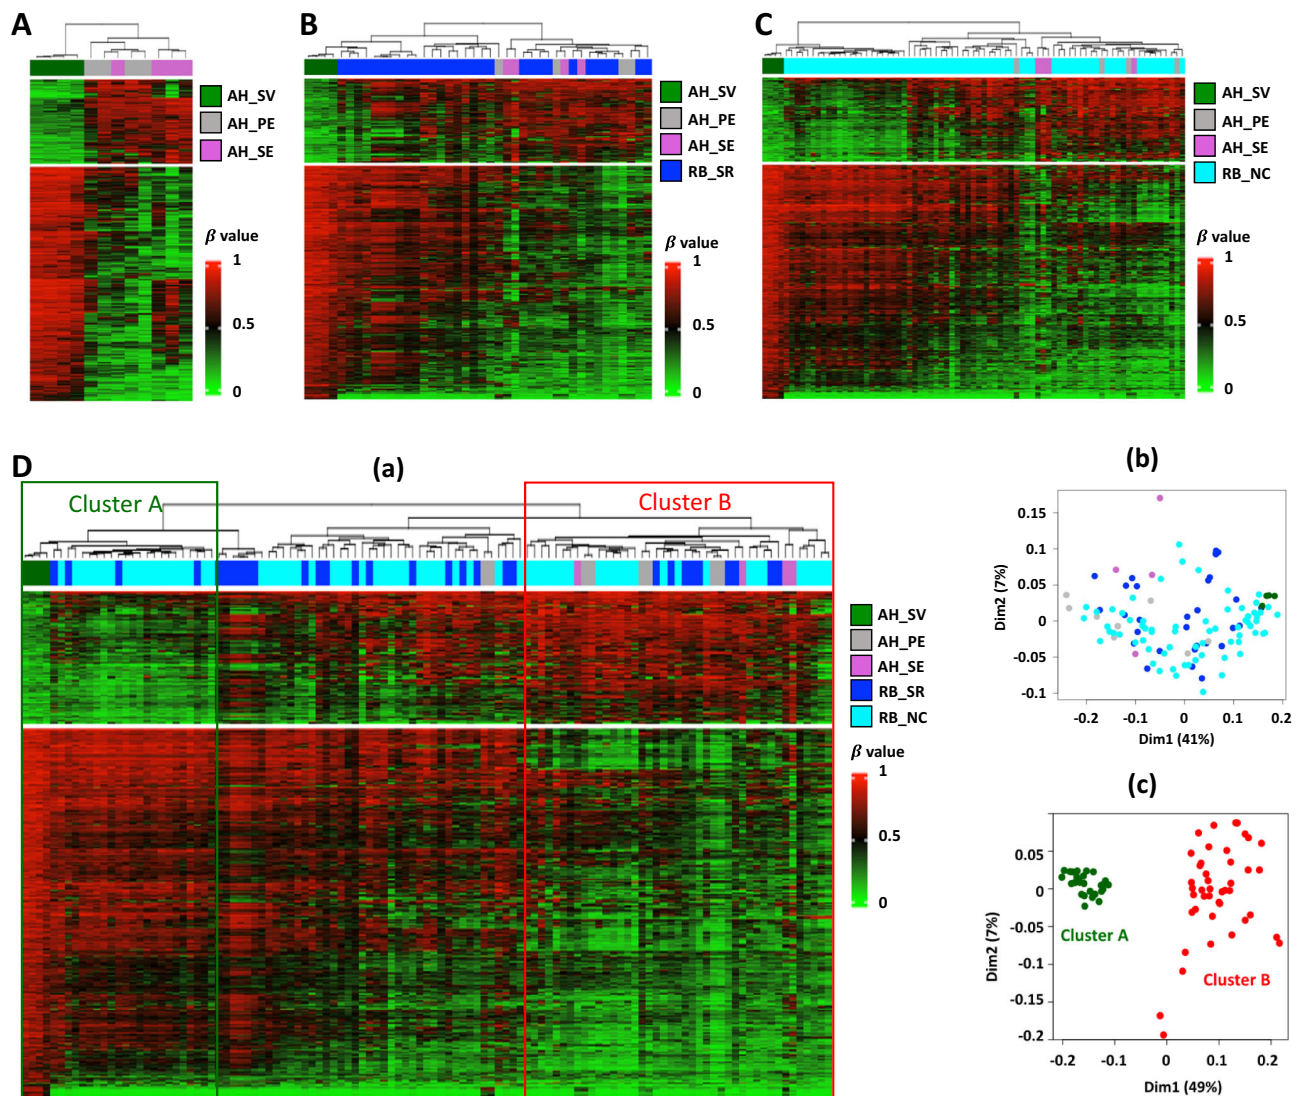 A
AH_SV
AH_PE
AH_SE
β value
1
0.5
0
B
AH_SV
AH_PE
AH_SE
RB_SR
β value
1
0.5
0
C
AH_SV
AH_PE
AH_SE
RB_NC
β value
1
0.5
0
D
(a)
Cluster A
Cluster B
AH_SV
AH_PE
AH_SE
RB_SR
RB_NC
β value
1
0.5
0
(b)
Dim2 (7%)
0.15
0.1
0.05
0
-0.05
-0.1
-0.2
-0.1
0
0.1
0.2
Dim1 (41%)
(c)
Dim2 (7%)
0.05
0
-0.05
-0.1
-0.15
-0.2
Cluster A
Cluster B
-0.2
-0.1
0
0.1
0.2
Dim1 (49%)